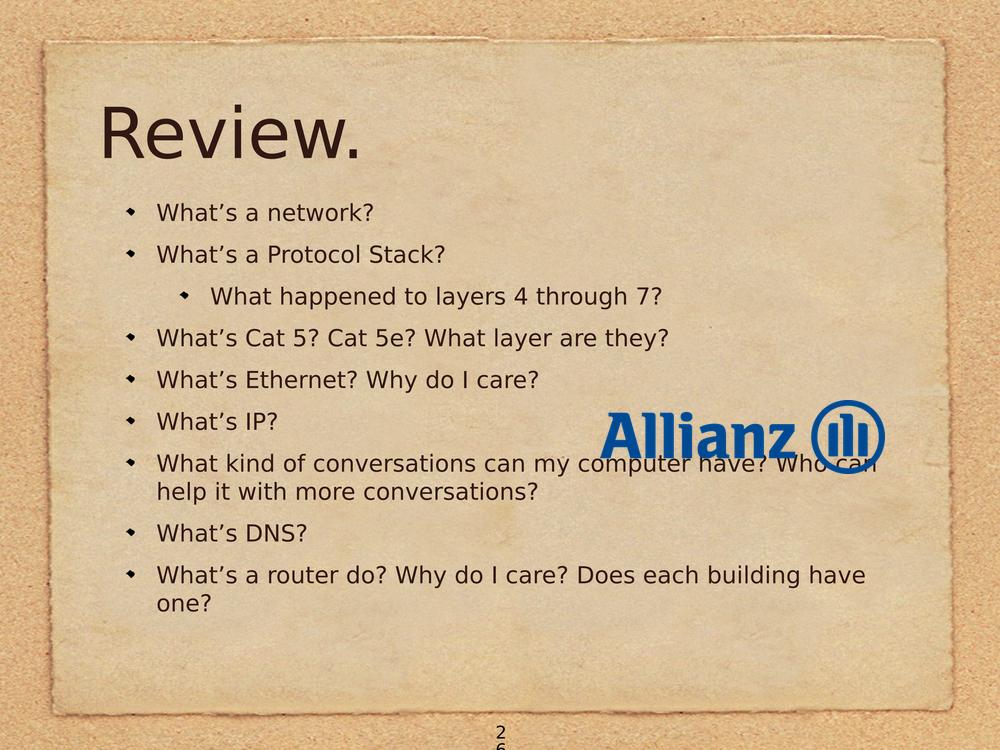 Review.
What’s a network?
What’s a Protocol Stack?
What happened to layers 4 through 7?
What’s Cat 5? Cat 5e? What layer are they?
What’s Ethernet? Why do I care?
What’s IP?
Allianz
What kind of conversations can my computer have? Who can
help it with more conversations?
What’s DNS?
What’s a router do? Why do I care? Does each building have
one?
2
6